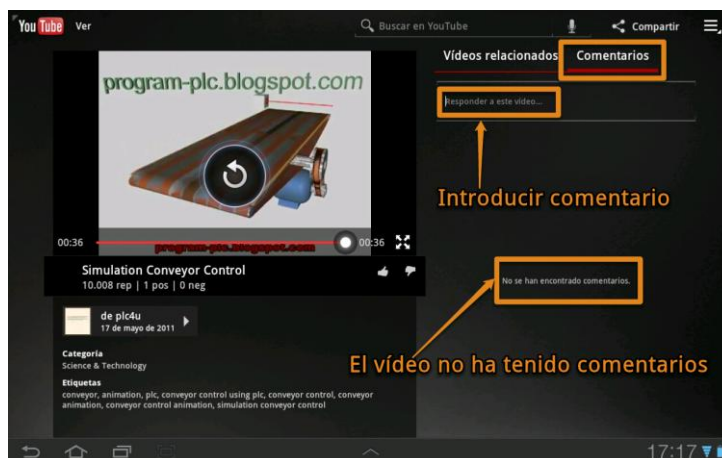 You Tube Ver
Buscar en YouTube
Compartir
Vídeos relacionados
Comentarios
program-plc.blogspot.com
Responder a este vídeo...
Introducir comentario
00:36
00:36
program-plc.blogspot.com
Simulation Conveyor Control
10.008 rep | 1 pos | 0 neg
No se han encontrado comentarios.
de plc4u
17 de mayo de 2011
El vídeo no ha tenido comentarios
Categoría
Science & Technology
Etiquetas
conveyor, animation, plc, conveyor control using plc, conveyor control, conveyor
animation, conveyor control animation, simulation conveyor control
17:17